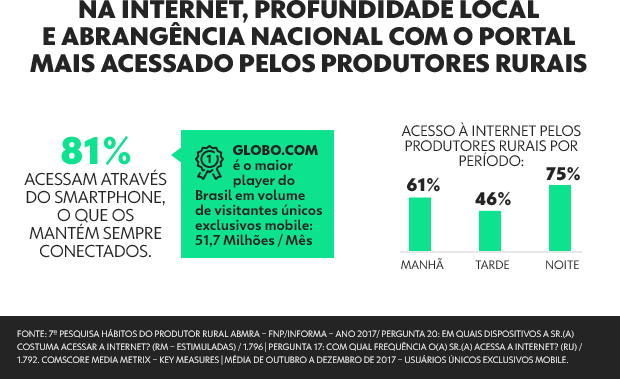 NA INTERNET, PROFUNDIDADE LOCAL
E ABRANGÊNCIA NACIONAL COM O PORTAL
MAIS ACESSADO PELOS PRODUTORES RURAIS
81%
ACESSAM ATRAVÉS
DO SMARTPHONE,
O QUE OS
MANTÉM SEMPRE
CONECTADOS.
1
GLOBO.COM
é o maior
player do
Brasil em volume
de visitantes únicos
exclusivos mobile:
51,7 Milhões / Mês
ACESSO À INTERNET PELOS
PRODUTORES RURAIS POR
PERÍODO:
61%
46%
75%
MANHÃ
TARDE
NOITE
FONTE: 7ª PESQUISA HÁBITOS DO PRODUTOR RURAL ABMRA – FNP/INFORMA – ANO 2017/ PERGUNTA 20: EM QUAIS DISPOSITIVOS A SR.(A)
COSTUMA ACESSAR A INTERNET? (RM – ESTIMULADAS) / 1.796 | PERGUNTA 17: COM QUAL FREQUÊNCIA O(A) SR.(A) ACESSA A INTERNET? (RU) /
1.792. COMSCORE MEDIA METRIX – KEY MEASURES | MÉDIA DE OUTUBRO A DEZEMBRO DE 2017 – USUÁRIOS ÚNICOS EXCLUSIVOS MOBILE.